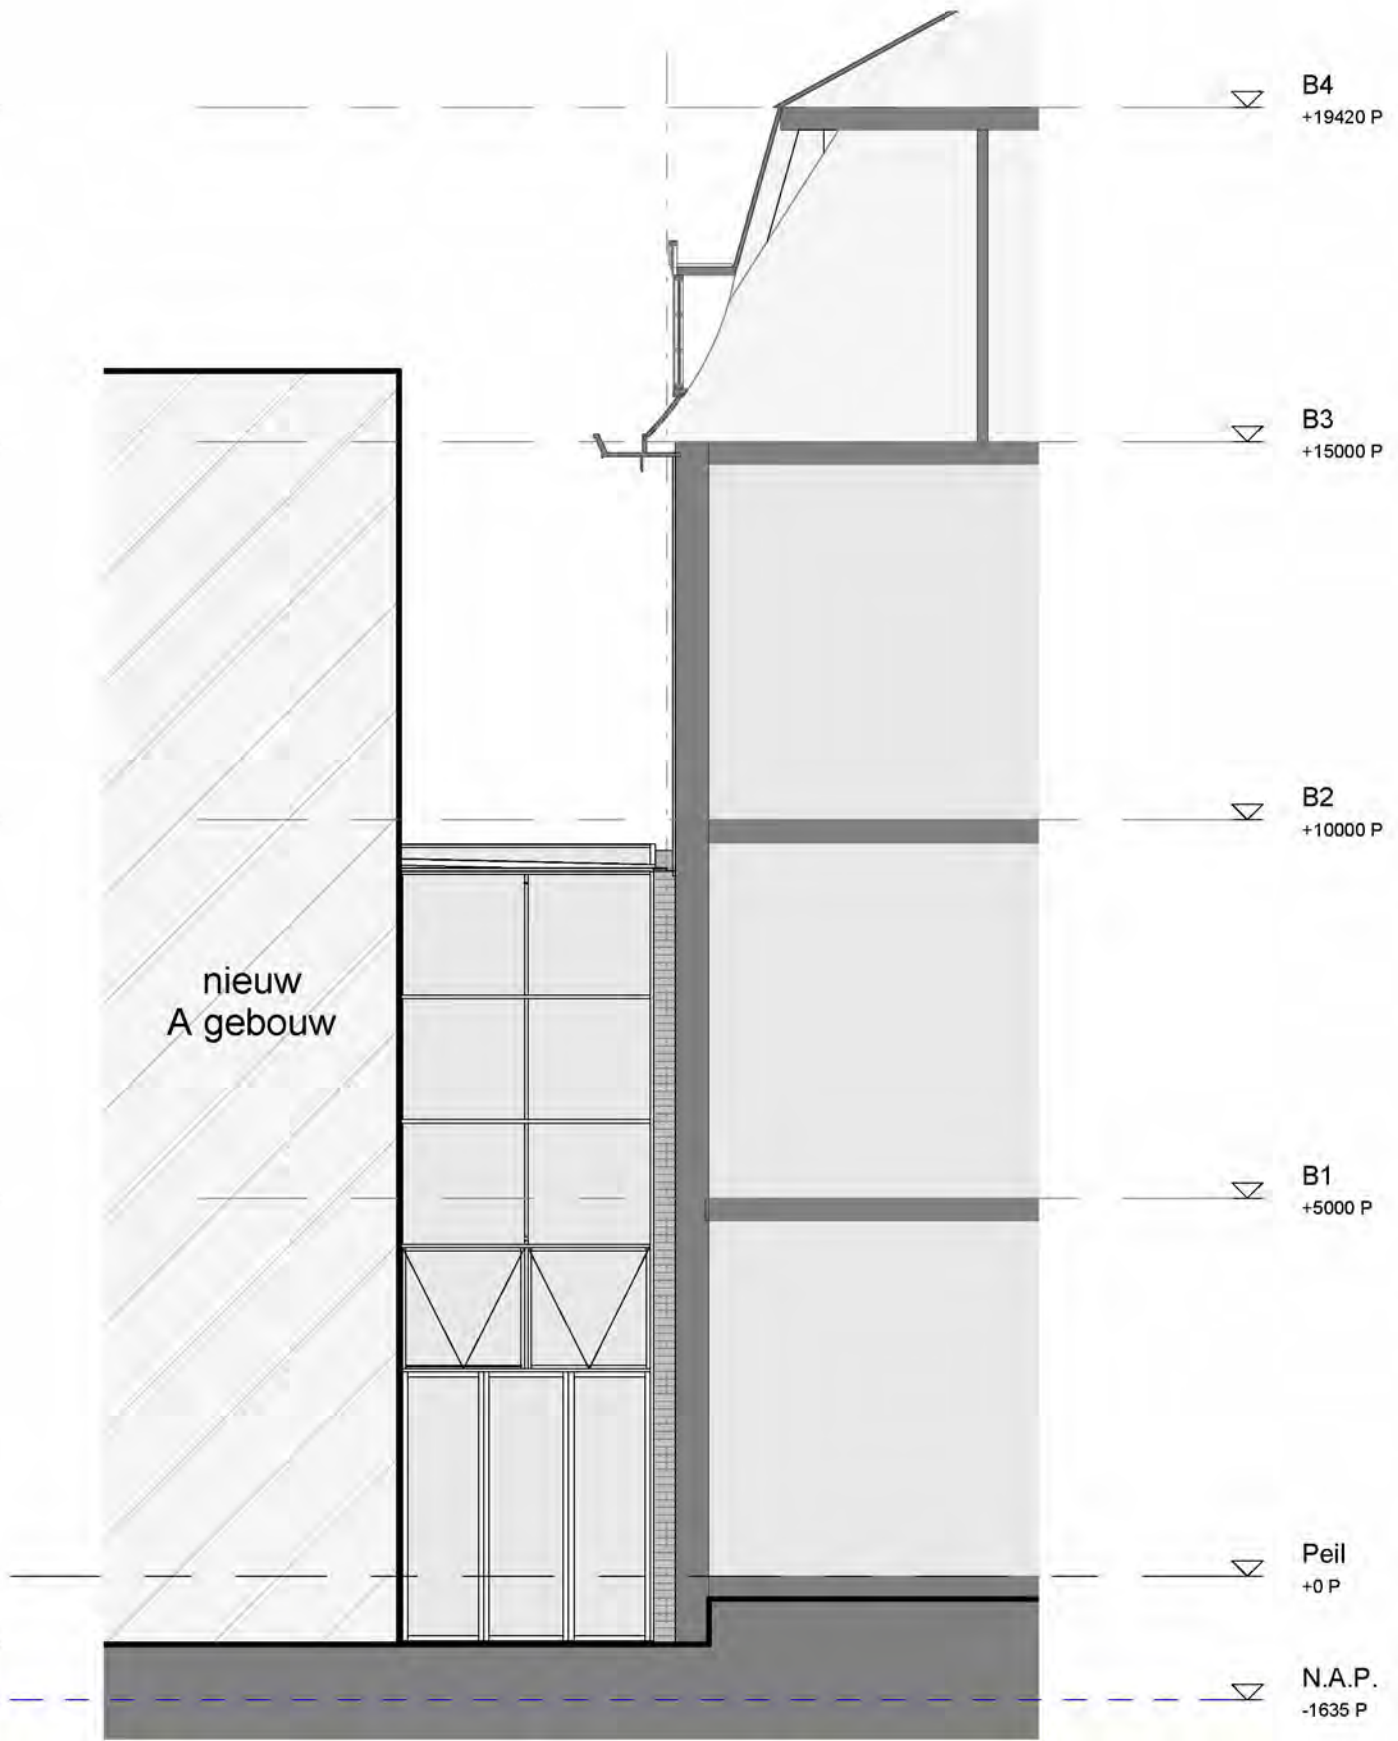 B4
+19420 P
B3
+15000 P
B2
+10000 P
nieuw
A gebouw
B1
+5000 P
Peil
+0 P
N.A.P.
-1635 P